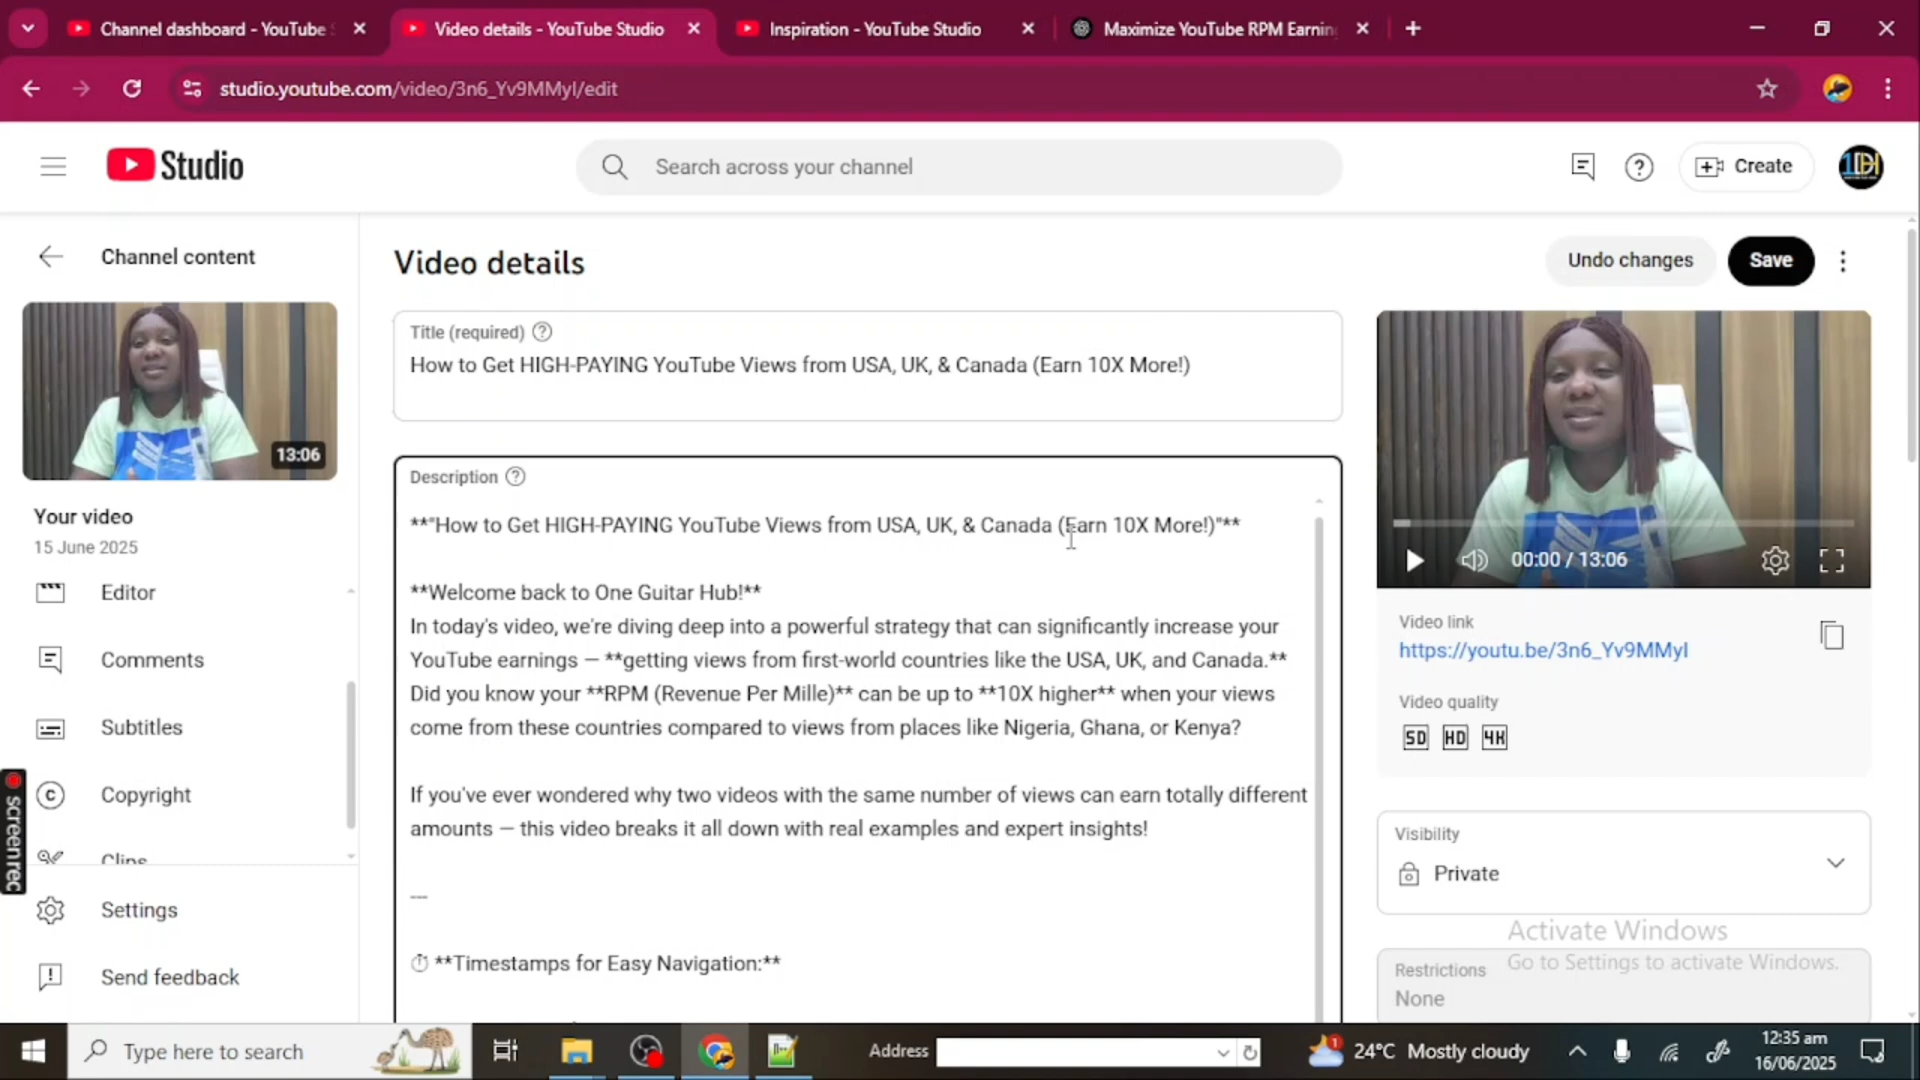 Channel dashboard - YouTube
Video details - YouTube Studio
Inspiration - YouTube Studio
Maximize YouTube RPM Earnin
studio.youtube.com/video/3n6_Yv9MMyI/edit
Studio
Search across your channel
Create
Channel content
Video details
Undo changes
Save
Title (required)
How to Get HIGH-PAYING YouTube Views from USA, UK, & Canada (Earn 10X More!)
13:06
Your video
15 June 2025
Editor
Comments
Subtitles
Copyright
Clips
Settings
Send feedback
Description
**"How to Get HIGH-PAYING YouTube Views from USA, UK, & Canada (Earn 10X More!)"**
**Welcome back to One Guitar Hub!**
In today's video, we're diving deep into a powerful strategy that can significantly increase your
YouTube earnings — **getting views from first-world countries like the USA, UK, and Canada.**
Did you know your **RPM (Revenue Per Mille)** can be up to **10X higher** when your views
come from these countries compared to views from places like Nigeria, Ghana, or Kenya?
If you've ever wondered why two videos with the same number of views can earn totally different
amounts — this video breaks it all down with real examples and expert insights!
—
⏱ **Timestamps for Easy Navigation:**
00:00 / 13:06
Video link
https://youtu.be/3n6_Yv9MMyI
Video quality
SD HD 4K
Visibility
Private
Restrictions
None
Activate Windows
Go to Settings to activate Windows.
screenrec
Type here to search
Address
1
24°C Mostly cloudy
12:35 am
16/06/2025